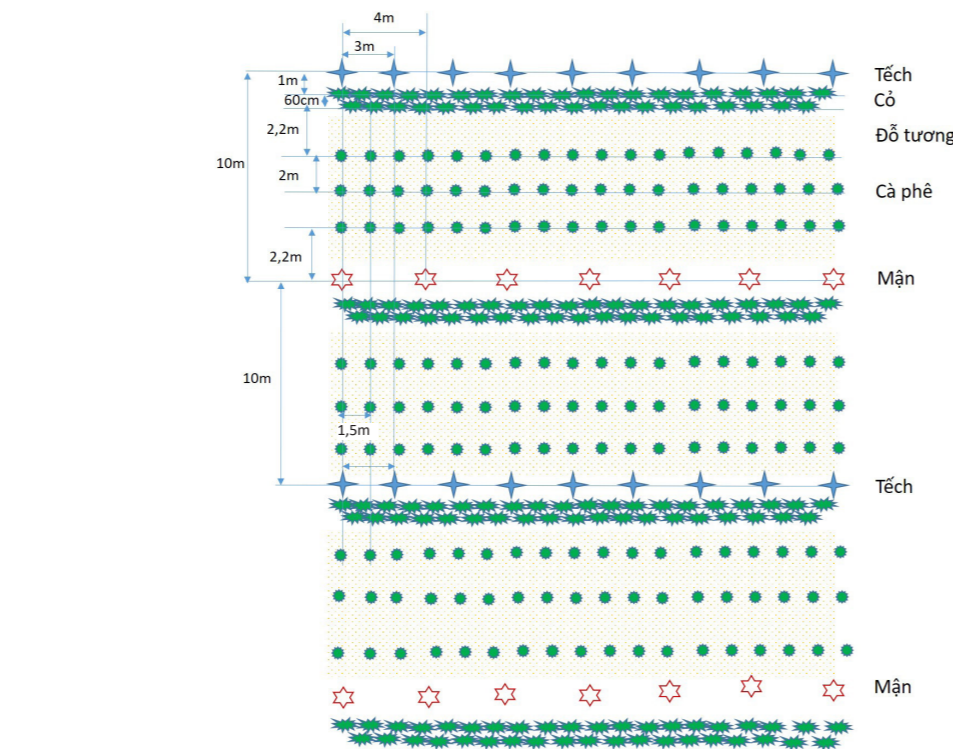 4m
3m
Tếch
1m
Cỏ
60cm
2,2m
Đỗ tương
10m
2m
Cà phê
2,2m
Mận
10m
1,5m
Tếch
Mận